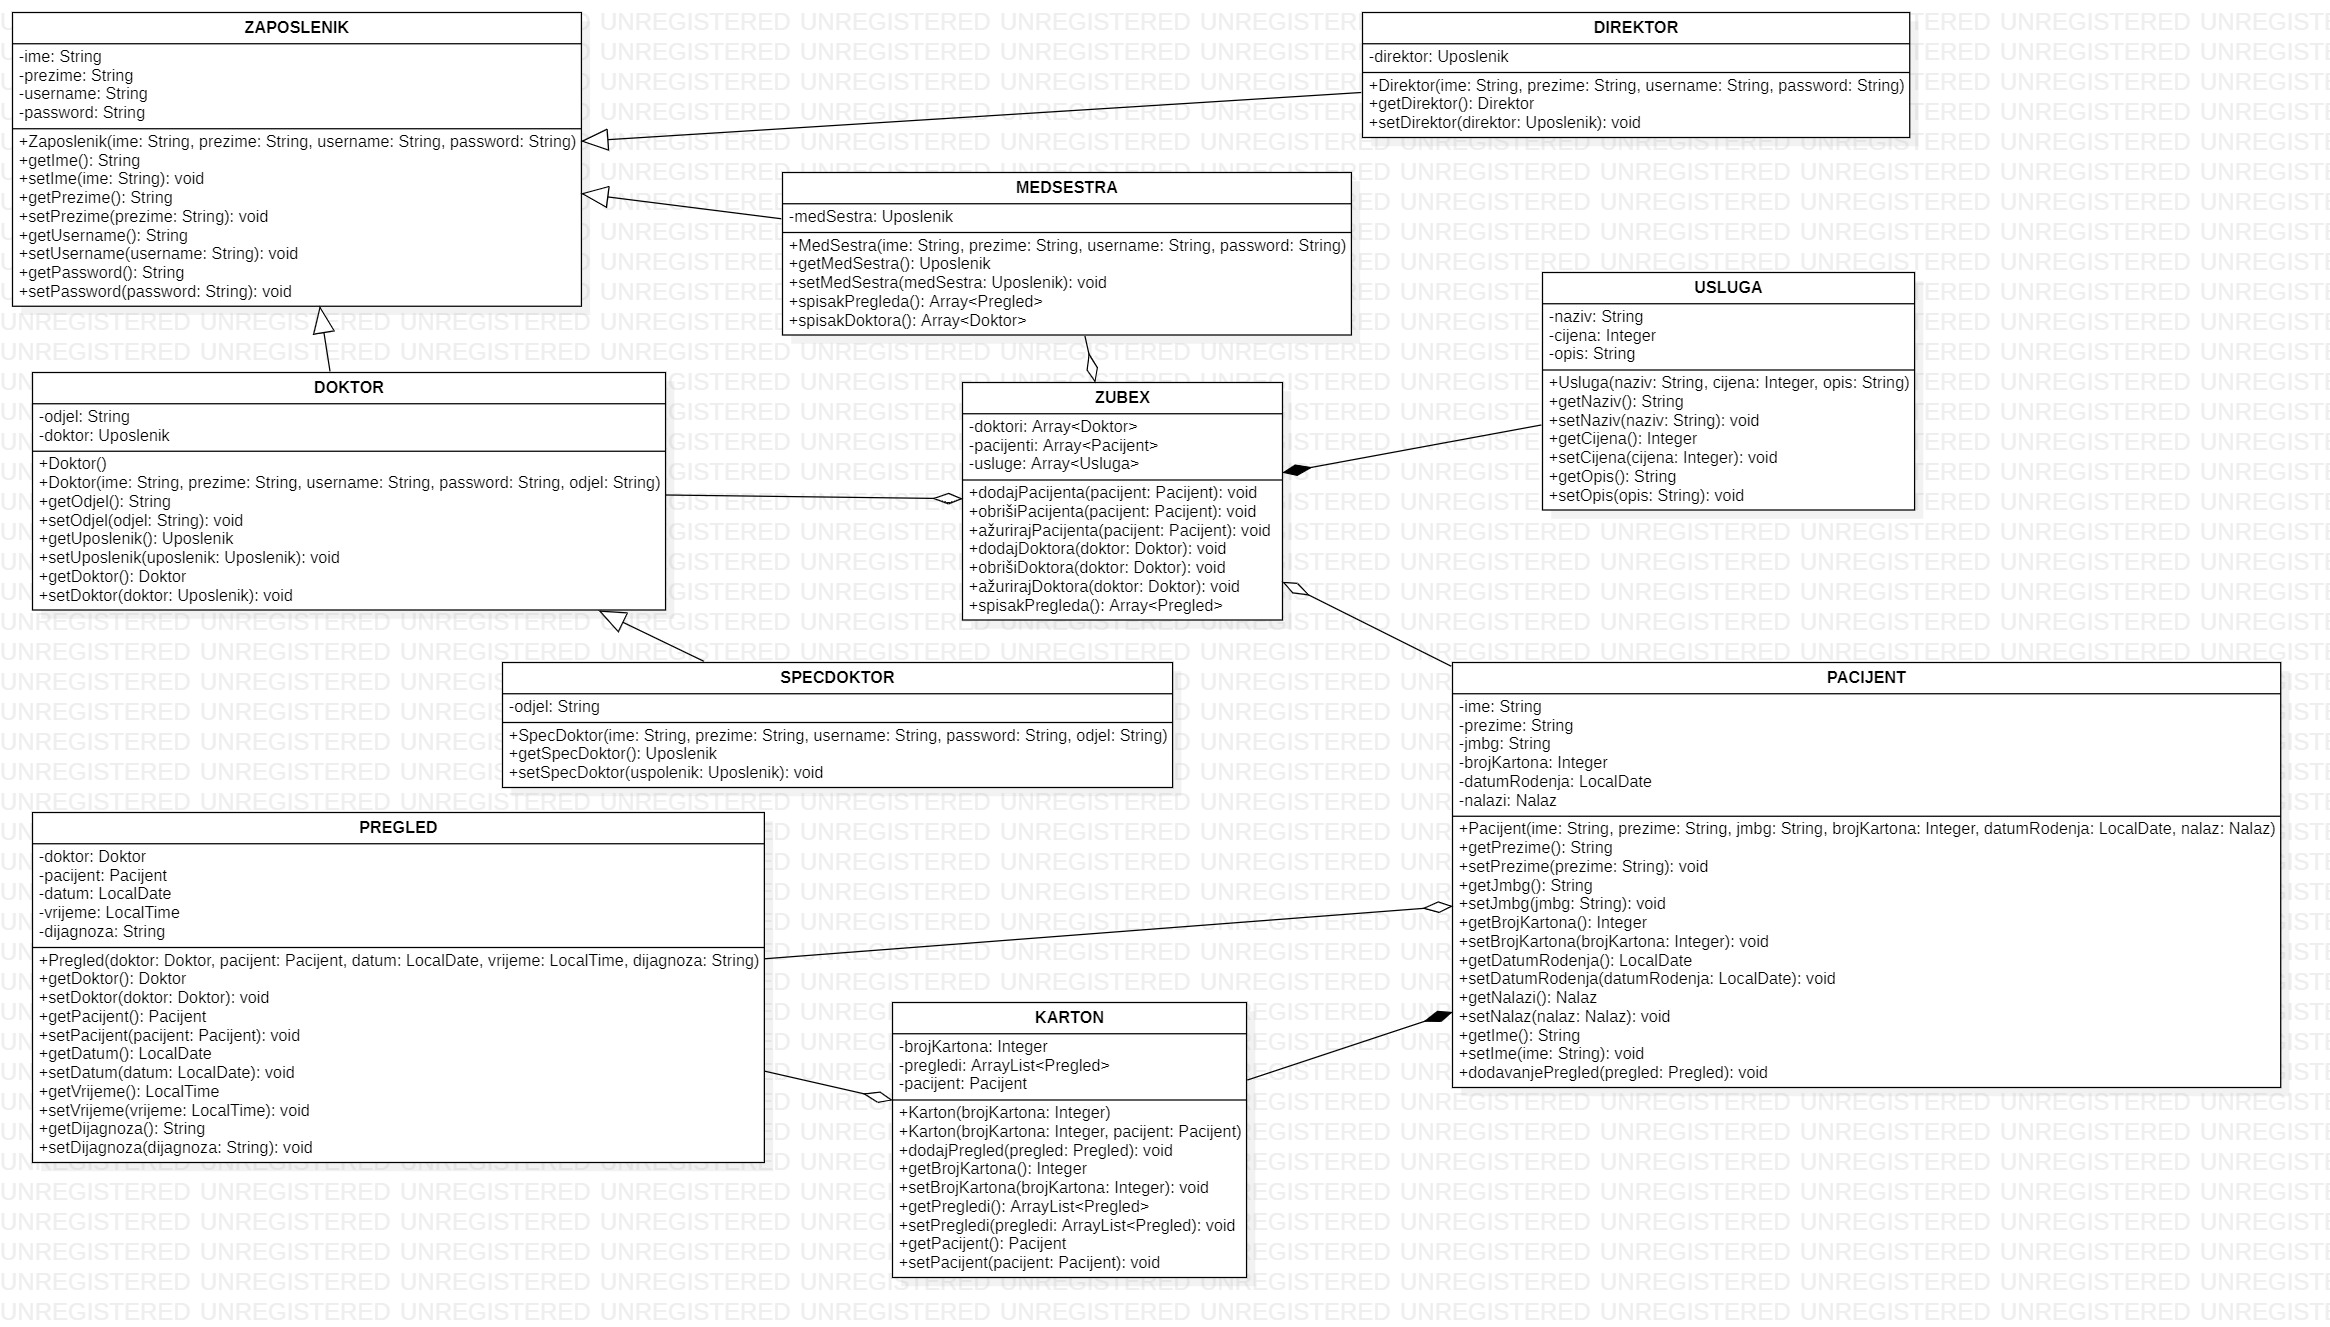 ZAPOSLENIK
-ime: String
-prezime: String
-username: String
-password: String
+Zaposlenik(ime: String, prezime: String, username: String, password: String)
+getIme(): String
+setIme(ime: String): void
+getPrezime(): String
+setPrezime(prezime: String): void
+getUsername(): String
+setUsername(username: String): void
+getPassword(): String
+setPassword(password: String): void
DIREKTOR
-direktor: Uposlenik
+Direktor(ime: String, prezime: String, username: String, password: String)
+getDirektor(): Direktor
+setDirektor(direktor: Uposlenik): void
MEDSESTRA
-medSestra: Uposlenik
+MedSestra(ime: String, prezime: String, username: String, password: String)
+getMedSestra(): Uposlenik
+setMedSestra(medSestra: Uposlenik): void
+spisakPregleda(): Array<Pregled>
+spisakDoktora(): Array<Doktor>
USLUGA
-naziv: String
-cijena: Integer
-opis: String
+Usluga(naziv: String, cijena: Integer, opis: String)
+getNaziv(): String
+setNaziv(naziv: String): void
+getCijena(): Integer
+setCijena(cijena: Integer): void
+getOpis(): String
+setOpis(opis: String): void
DOKTOR
-odjel: String
-doktor: Uposlenik
+Doktor()
+Doktor(ime: String, prezime: String, username: String, password: String, odjel: String)
+getOdjel(): String
+setOdjel(odjel: String): void
+getUposlenik(): Uposlenik
+setUposlenik(uposlenik: Uposlenik): void
+getDoktor(): Doktor
+setDoktor(doktor: Uposlenik): void
ZUBEX
-doktori: Array<Doktor>
-pacijenti: Array<Pacijent>
-usluge: Array<Usluga>
+dodajPacijenta(pacijent: Pacijent): void
+obrišiPacijenta(pacijent: Pacijent): void
+ažurirajPacijenta(pacijent: Pacijent): void
+dodajDoktora(doktor: Doktor): void
+obrišiDoktora(doktor: Doktor): void
+ažurirajDoktora(doktor: Doktor): void
+spisakPregleda(): Array<Pregled>
SPECDOKTOR
-odjel: String
+SpecDoktor(ime: String, prezime: String, username: String, password: String, odjel: String)
+getSpecDoktor(): Uposlenik
+setSpecDoktor(uspolenik: Uposlenik): void
PACIJENT
-ime: String
-prezime: String
-jmbg: String
-brojKartona: Integer
-datumRodenja: LocalDate
-nalazi: Nalaz
+Pacijent(ime: String, prezime: String, jmbg: String, brojKartona: Integer, datumRodenja: LocalDate, nalaz: Nalaz)
+getPrezime(): String
+setPrezime(prezime: String): void
+getJmbg(): String
+setJmbg(jmbg: String): void
+getBrojKartona(): Integer
+setBrojKartona(brojKartona: Integer): void
+getDatumRodenja(): LocalDate
+setDatumRodenja(datumRodenja: LocalDate): void
+getNalazi(): Nalaz
+setNalaz(nalaz: Nalaz): void
+getIme(): String
+setIme(ime: String): void
+dodavanjePregled(pregled: Pregled): void
PREGLED
-doktor: Doktor
-pacijent: Pacijent
-datum: LocalDate
-vrijeme: LocalTime
-dijagnoza: String
+Pregled(doktor: Doktor, pacijent: Pacijent, datum: LocalDate, vrijeme: LocalTime, dijagnoza: String)
+getDoktor(): Doktor
+setDoktor(doktor: Doktor): void
+getPacijent(): Pacijent
+setPacijent(pacijent: Pacijent): void
+getDatum(): LocalDate
+setDatum(datum: LocalDate): void
+getVrijeme(): LocalTime
+setVrijeme(vrijeme: LocalTime): void
+getDijagnoza(): String
+setDijagnoza(dijagnoza: String): void
KARTON
-brojKartona: Integer
-pregledi: ArrayList<Pregled>
-pacijent: Pacijent
+Karton(brojKartona: Integer)
+Karton(brojKartona: Integer, pacijent: Pacijent)
+dodajPregled(pregled: Pregled): void
+getBrojKartona(): Integer
+setBrojKartona(brojKartona: Integer): void
+getPregledi(): ArrayList<Pregled>
+setPregledi(pregledi: ArrayList<Pregled): void
+getPacijent(): Pacijent
+setPacijent(pacijent: Pacijent): void
UNREGISTERED